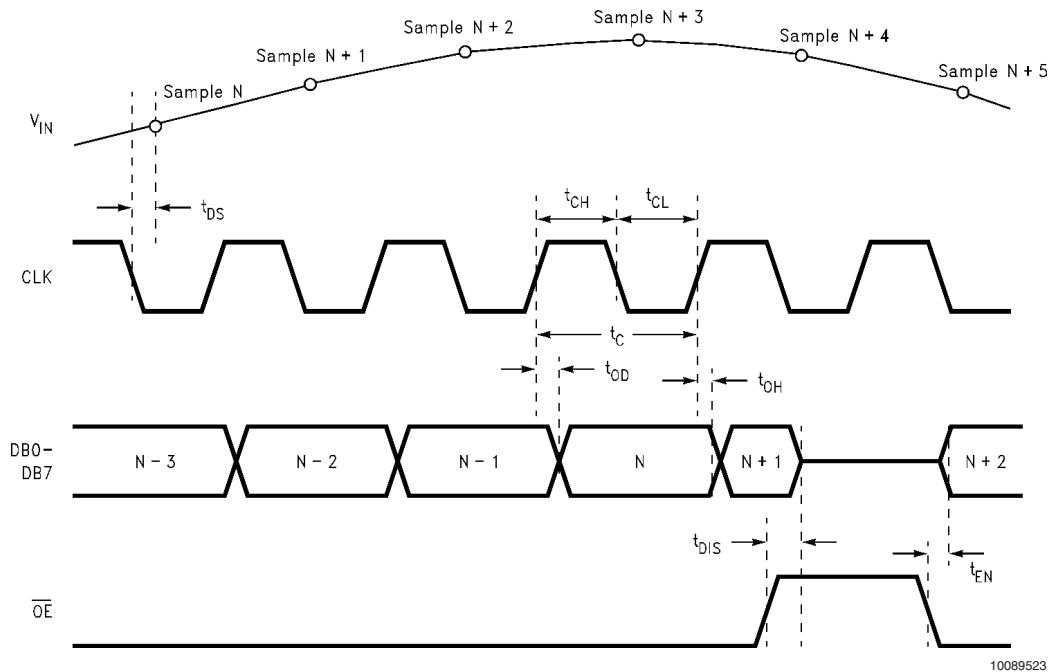 Sample N + 3
Sample N + 2
Sample N + 4
Sample N + 1
Sample N + 5
Sample N
VIN
tDS
tCH
tCL
CLK
tC
tOD
tOH
DB0–
DB7
N − 3
N − 2
N − 1
N
N + 1
N + 2
tDIS
tEN
OE
10089523